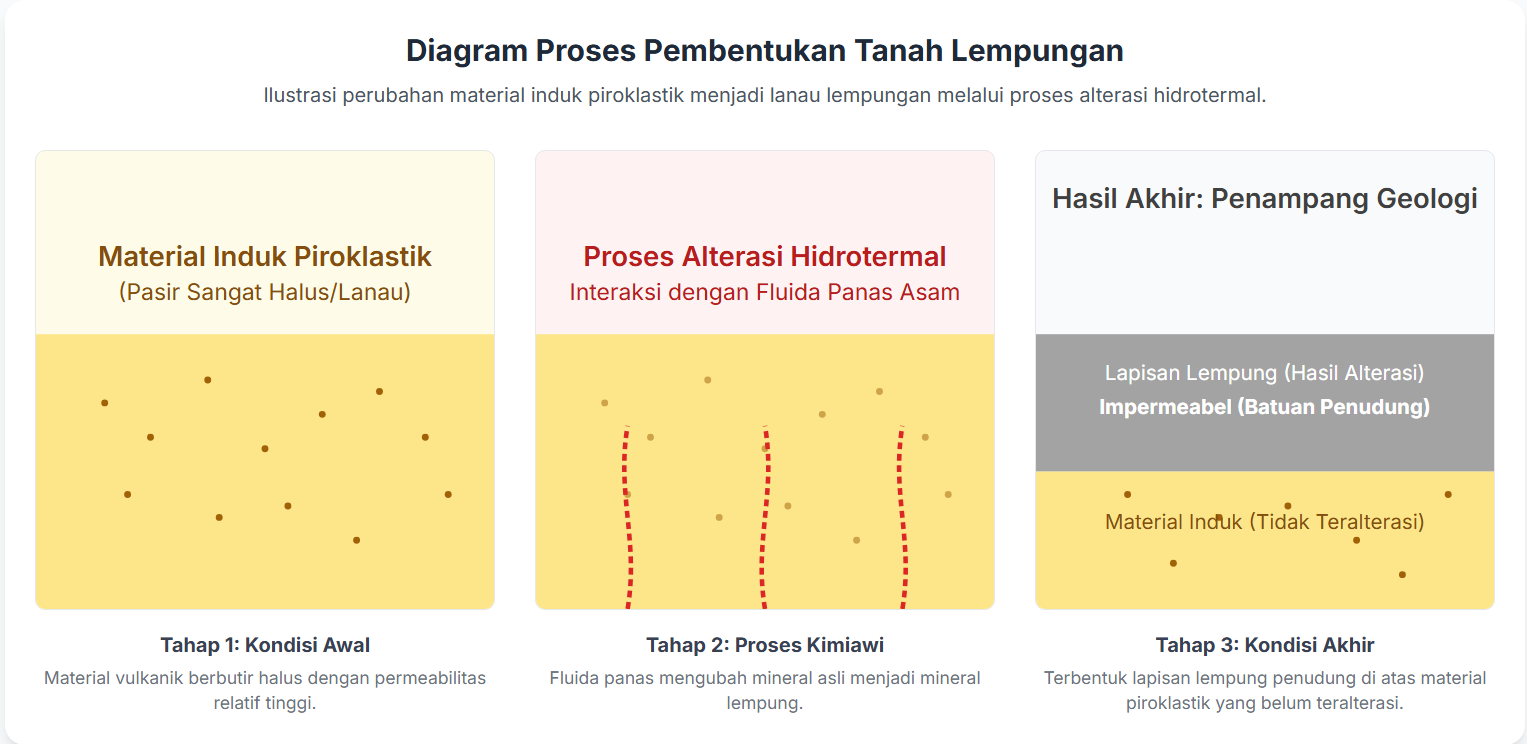 Diagram Proses Pembentukan Tanah Lempungan
Ilustrasi perubahan material induk piroklastik menjadi lanau lempungan melalui proses alterasi hidrotermal.
Material Induk Piroklastik
(Pasir Sangat Halus/Lanau)
Tahap 1: Kondisi Awal
Material vulkanik berbutir halus dengan permeabilitas
relatif tinggi.
Proses Alterasi Hidrotermal
Interaksi dengan Fluida Panas Asam
Tahap 2: Proses Kimiawi
Fluida panas mengubah mineral asli menjadi mineral
lempung.
Hasil Akhir: Penampang Geologi
Lapisan Lempung (Hasil Alterasi)
Impermeabel (Batuan Penudung)
Material Induk (Tidak Teralterasi)
Tahap 3: Kondisi Akhir
Terbentuk lapisan lempung penudung di atas material
piroklastik yang belum teralterasi.